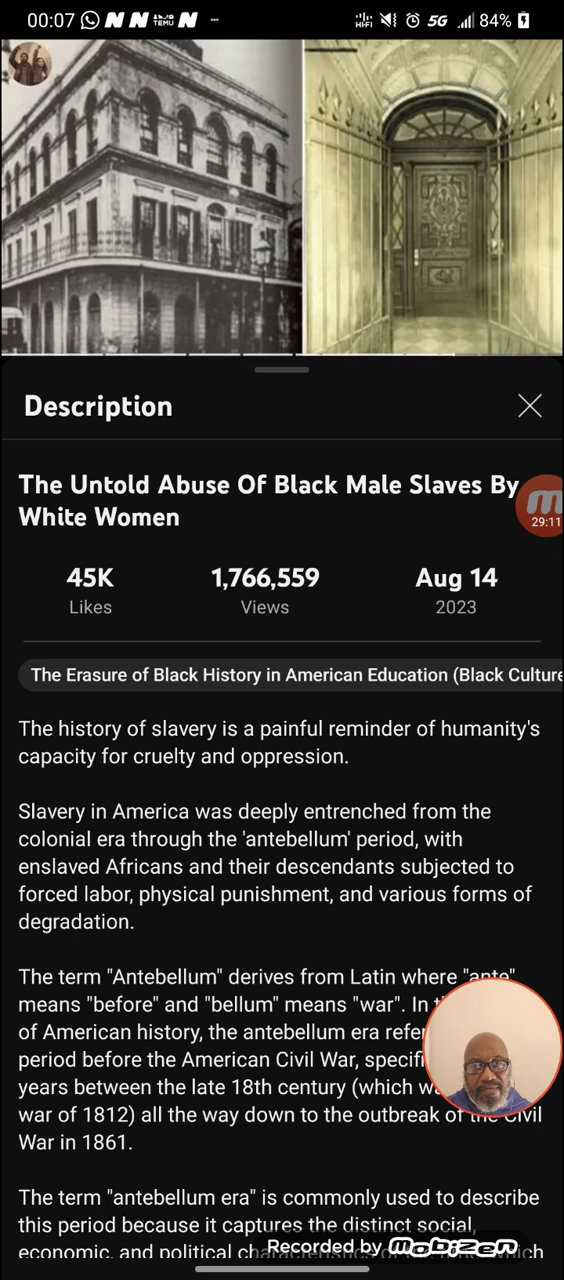 00:07 TEMU HI-FI 5G 84%
Description
The Untold Abuse Of Black Male Slaves By
White Women
29:11
45K 1,766,559 Aug 14
Likes Views 2023
The Erasure of Black History in American Education (Black Culture
The history of slavery is a painful reminder of humanity's
capacity for cruelty and oppression.
Slavery in America was deeply entrenched from the
colonial era through the 'antebellum' period, with
enslaved Africans and their descendants subjected to
forced labor, physical punishment, and various forms of
degradation.
The term "Antebellum" derives from Latin where "ante"
means "before" and "bellum" means "war". In
of American history, the antebellum era
period before the American Civil War,
years between the late 18th century (which
war of 1812) all the way down to the outbreak of the Civil
War in 1861.
The term "antebellum era" is commonly used to describe
this period because it captures the distinct social,
economic, and political
Recorded by MOBIZEN